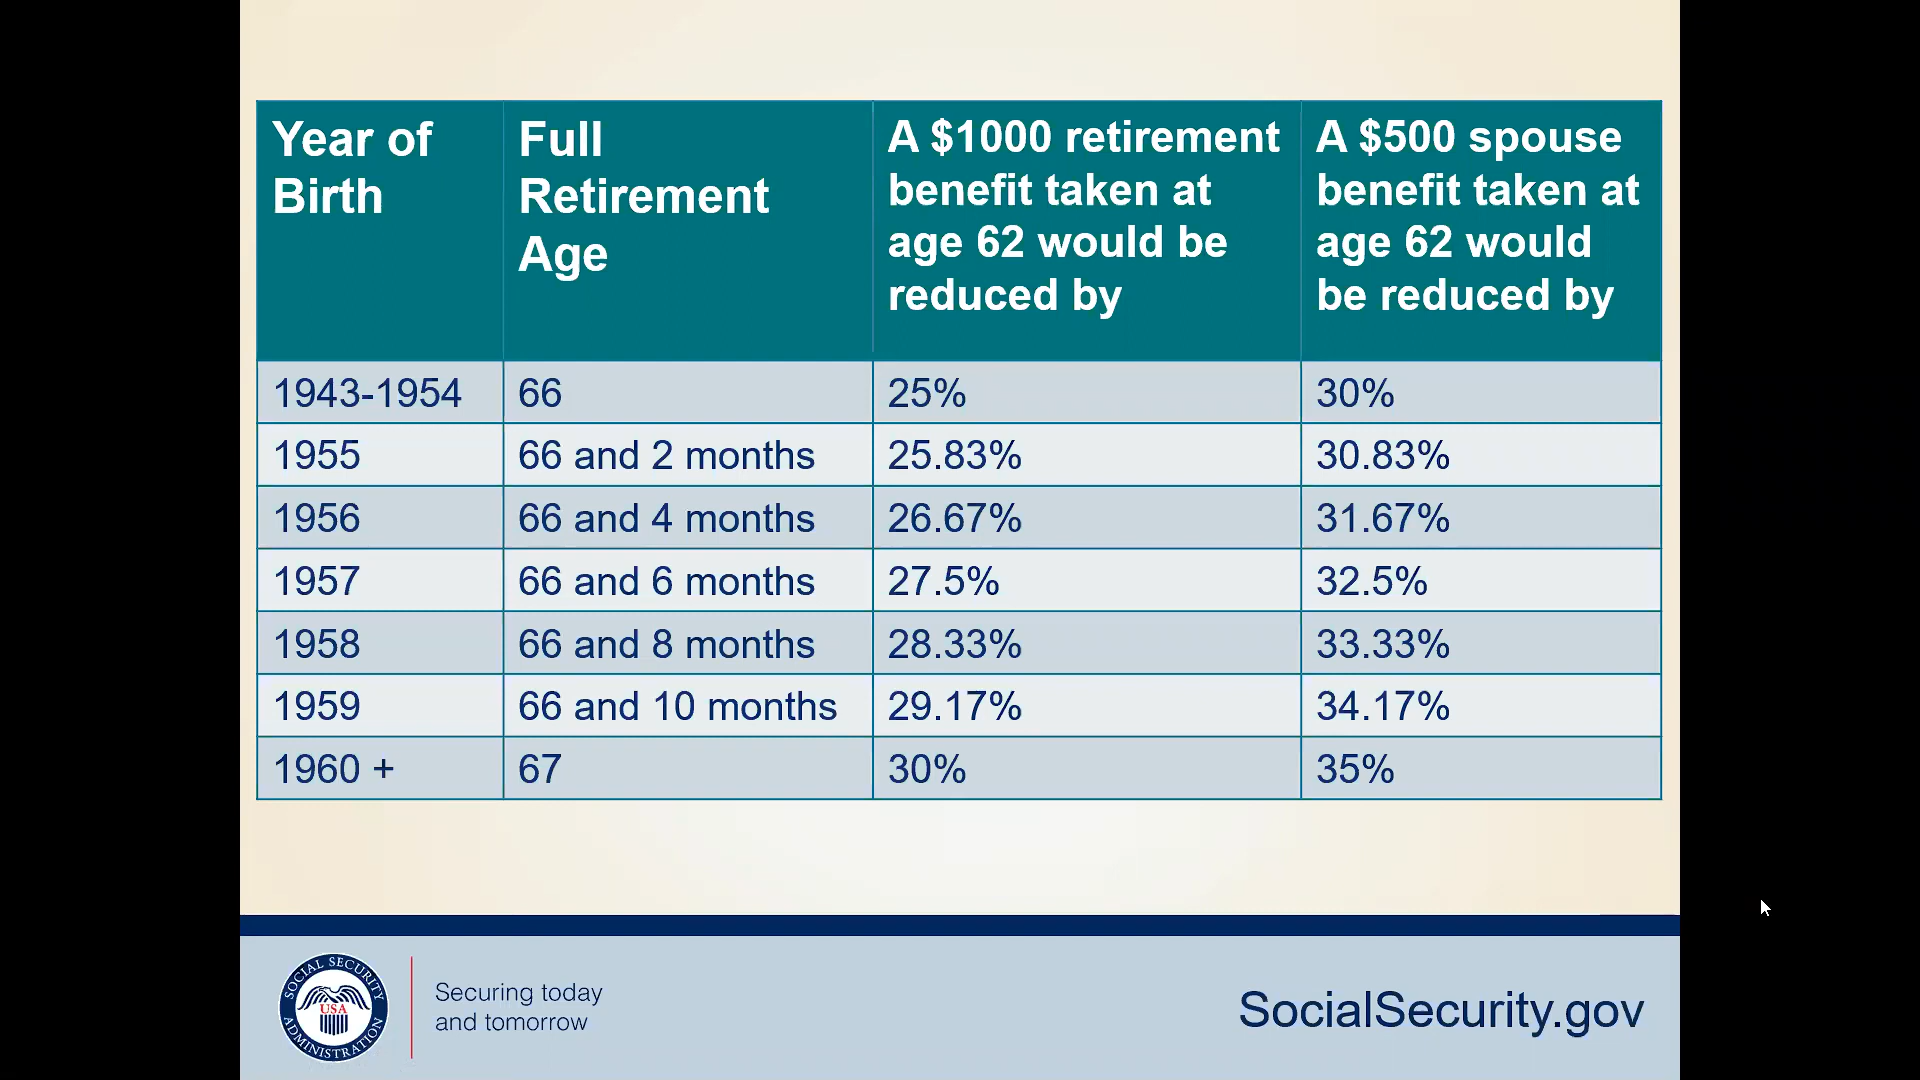 Year of Birth
Full Retirement Age
A $1000 retirement benefit taken at age 62 would be reduced by
A $500 spouse benefit taken at age 62 would be reduced by
1943-1954 66 25% 30%
1955 66 and 2 months 25.83% 30.83%
1956 66 and 4 months 26.67% 31.67%
1957 66 and 6 months 27.5% 32.5%
1958 66 and 8 months 28.33% 33.33%
1959 66 and 10 months 29.17% 34.17%
1960 + 67 30% 35%
SOCIAL SECURITY
USA
ADMINISTRATION
Securing today
and tomorrow
SocialSecurity.gov